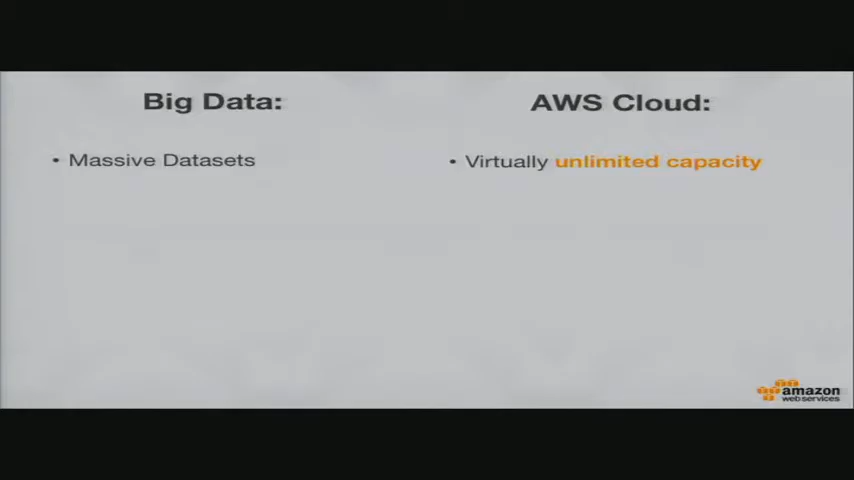 Big Data:
AWS Cloud:
• Massive Datasets
• Virtually unlimited capacity
amazon
webservices